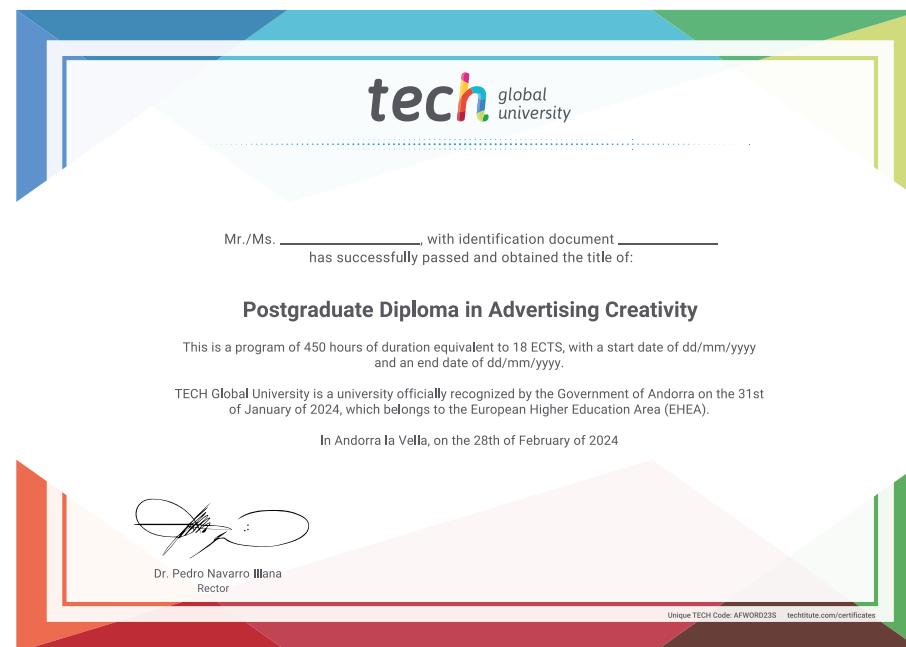 tech global
university
Mr./Ms. ____________, with identification document ____________
has successfully passed and obtained the title of:
Postgraduate Diploma in Advertising Creativity
This is a program of 450 hours of duration equivalent to 18 ECTS, with a start date of dd/mm/yyyy
and an end date of dd/mm/yyyy.
TECH Global University is a university officially recognized by the Government of Andorra on the 31st
of January of 2024, which belongs to the European Higher Education Area (EHEA).
In Andorra la Vella, on the 28th of February of 2024
Dr. Pedro Navarro Illana
Rector
Unique TECH Code: AFWORD23S techtitute.com/certificates